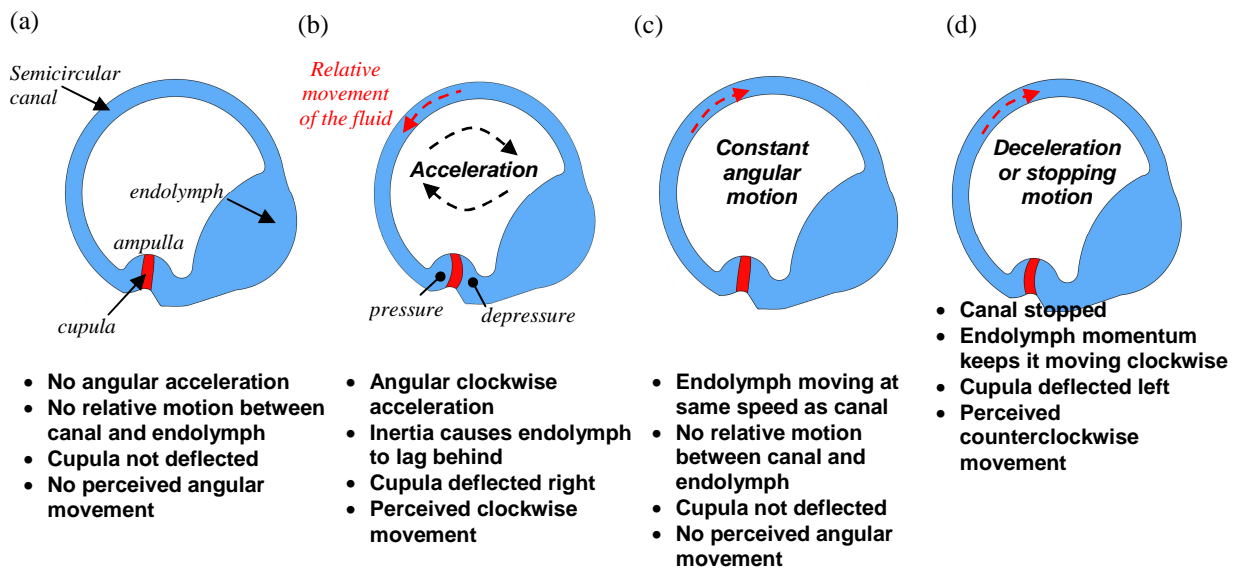 (a)
Semicircular
canal
endolymph
ampulla
cupula
• No angular acceleration
• No relative motion between
canal and endolymph
• Cupula not deflected
• No perceived angular
movement
(b)
Relative
movement
of the fluid
Acceleration
pressure
depressure
• Angular clockwise
acceleration
• Inertia causes endolymph
to lag behind
• Cupula deflected right
• Perceived clockwise
movement
(c)
Constant
angular
motion
• Endolymph moving at
same speed as canal
• No relative motion
between canal and
endolymph
• Cupula not deflected
• No perceived angular
movement
(d)
Deceleration
or stopping
motion
• Canal stopped
• Endolymph momentum
keeps it moving clockwise
• Cupula deflected left
• Perceived
counterclockwise
movement